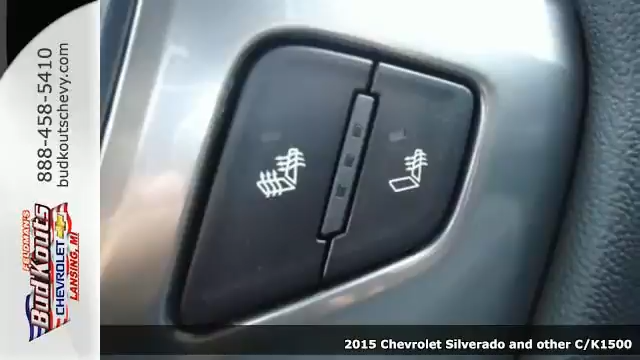 888-458-5410
budkoutschevy.com
FELDMAN'S
Bud Kouts
CHEVROLET
LANSING, MI
2015 Chevrolet Silverado and other C/K1500